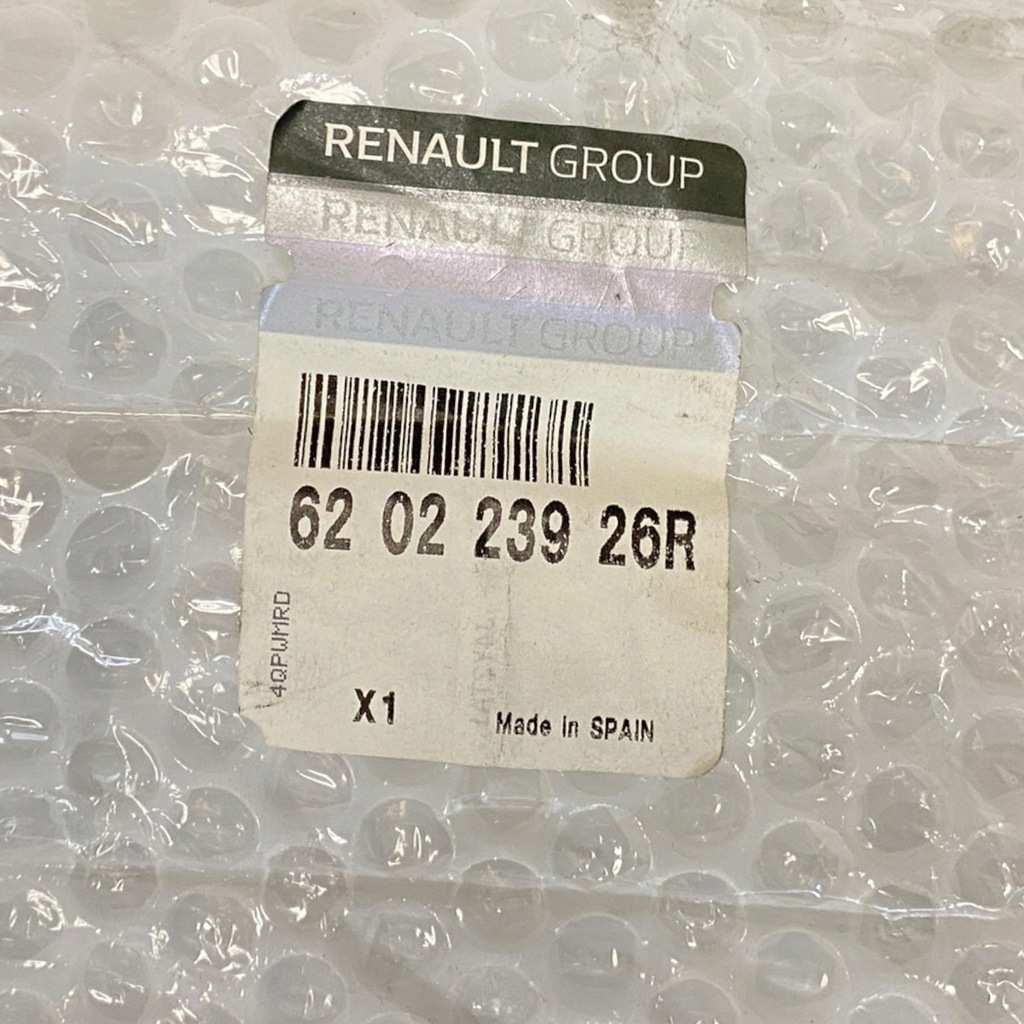 RENAULT GROUP
RENAULT GROUP
RENAULT GROUP
62 02 239 26R
4QPWMRD
X1
Made in SPAIN